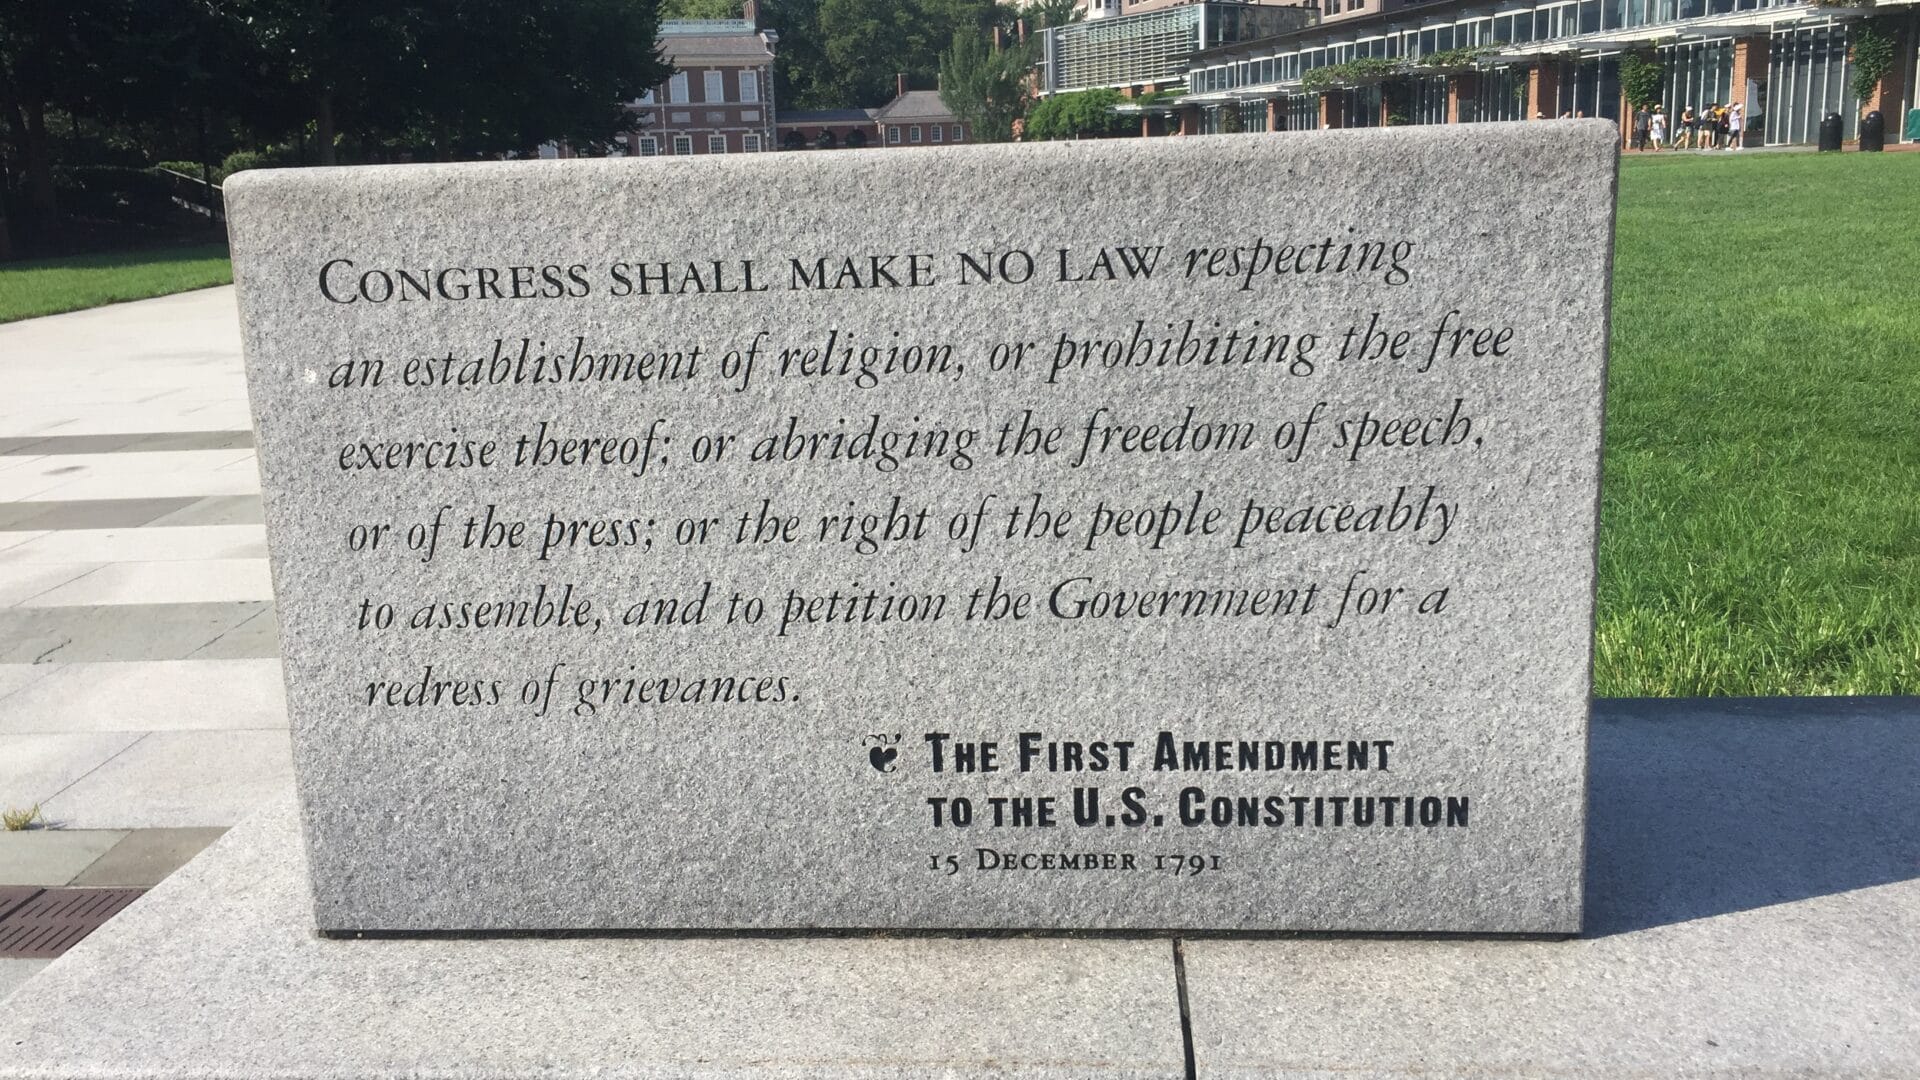 CONGRESS SHALL MAKE NO LAW respecting
an establishment of religion, or prohibiting the free
exercise thereof; or abridging the freedom of speech,
or of the press; or the right of the people peaceably
to assemble, and to petition the Government for a
redress of grievances.
❦ THE FIRST AMENDMENT
TO THE U.S. CONSTITUTION
15 DECEMBER 1791